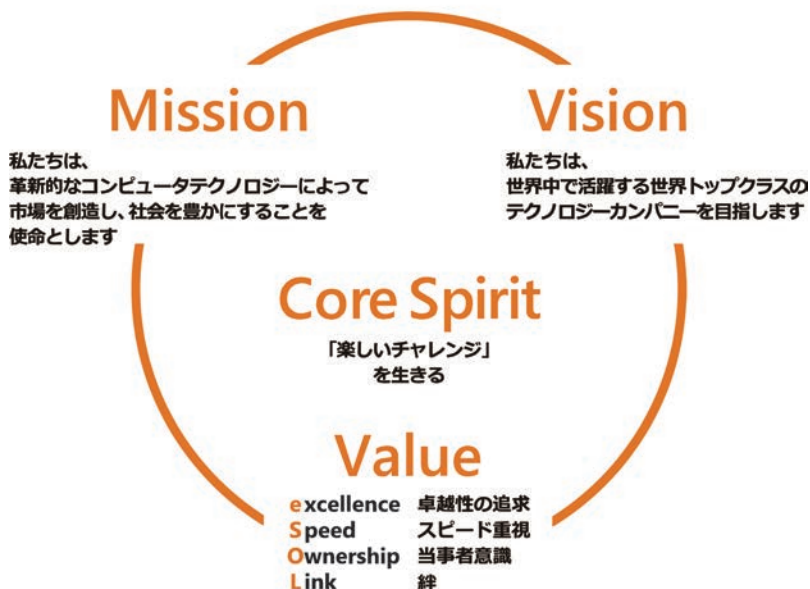 Mission
私たちは、
革新的なコンピュータテクノロジーによって
市場を創造し、社会を豊かにすることを
使命とします
Vision
私たちは、
世界中で活躍する世界トップクラスの
テクノロジーカンパニーを目指します
Core Spirit
「楽しいチャレンジ」
を生きる
Value
excellence 卓越性の追求
Speed スピード重視
Ownership 当事者意識
Link 絆